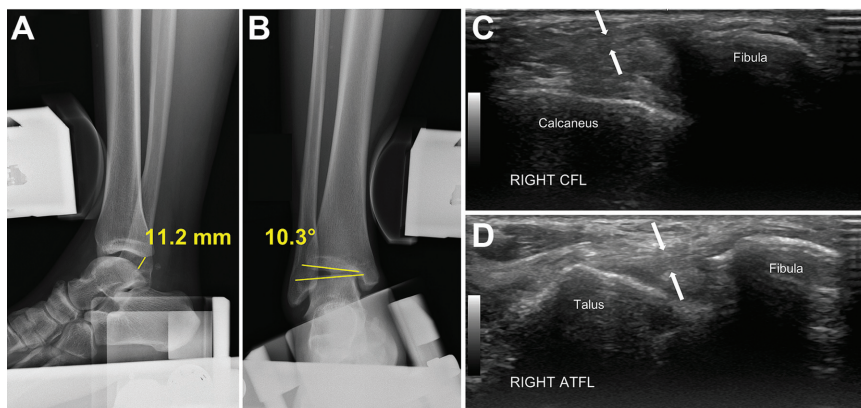 A
11.2 mm
B
10.3°
C
Fibula
Calcaneus
RIGHT CFL
D
Fibula
Talus
RIGHT ATFL